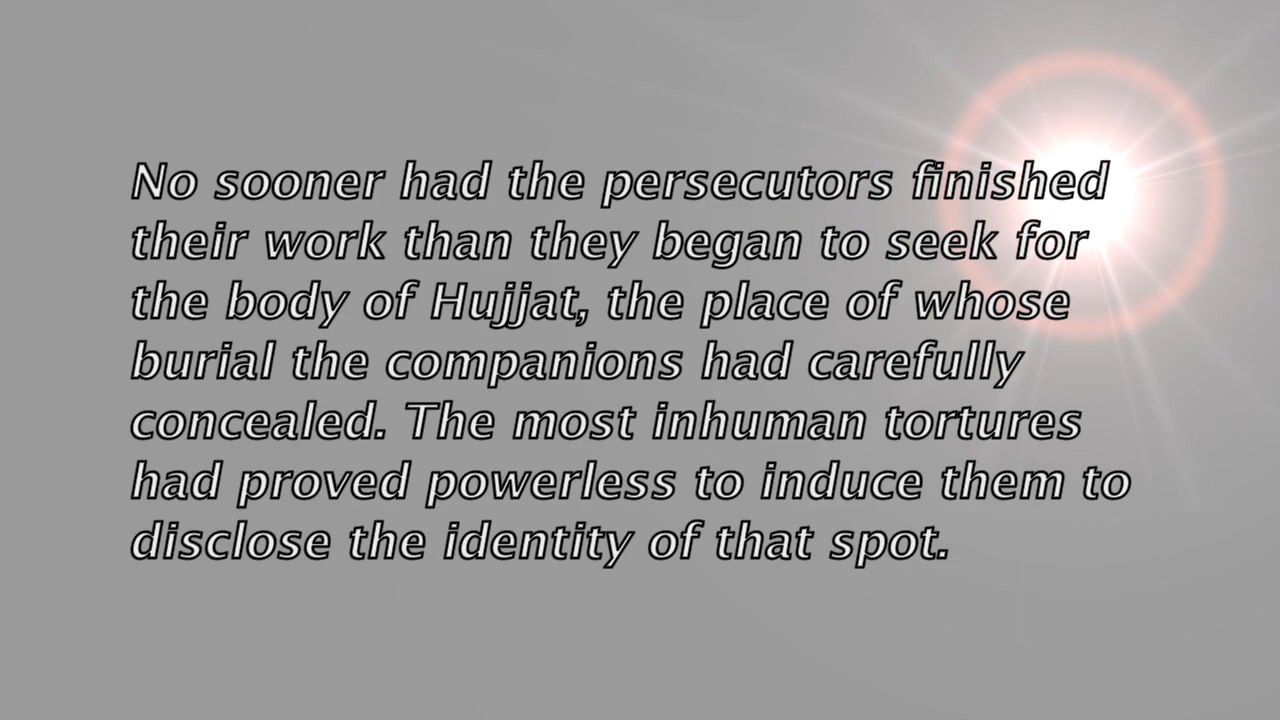 No sooner had the persecutors finished
their work than they began to seek for
the body of Hujjat, the place of whose
burial the companions had carefully
concealed. The most inhuman tortures
had proved powerless to induce them to
disclose the identity of that spot.